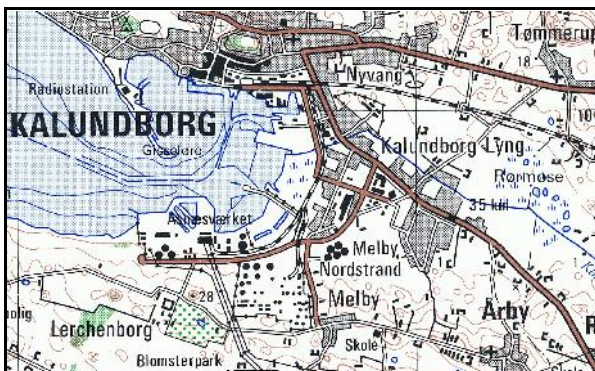 Tømmerup
18
Nyvang
Radiostation
KALUNDBORG
Gisseløre
Kalundborg Lyng
Rørmose
35 kill
Asnæsværket
Melby
Nordstrand
28
Melby
Årby
Lerchenborg
Skole
Blomsterpark